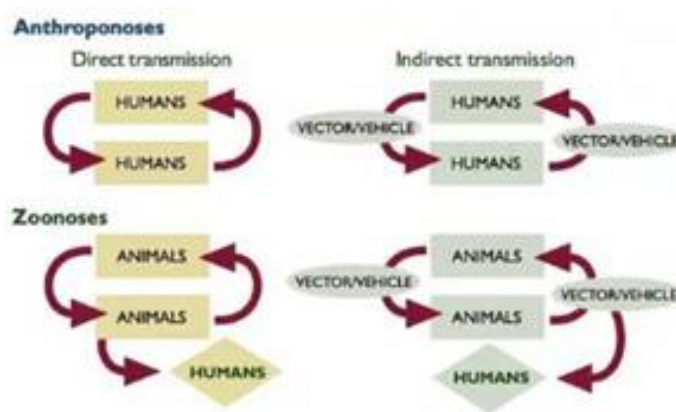 Anthroponoses
Direct transmission
Indirect transmission
HUMANS
HUMANS
HUMANS
VECTOR/VEHICLE
VECTOR/VEHICLE
HUMANS
Zoonoses
ANIMALS
ANIMALS
HUMANS
ANIMALS
VECTOR/VEHICLE
VECTOR/VEHICLE
ANIMALS
HUMANS